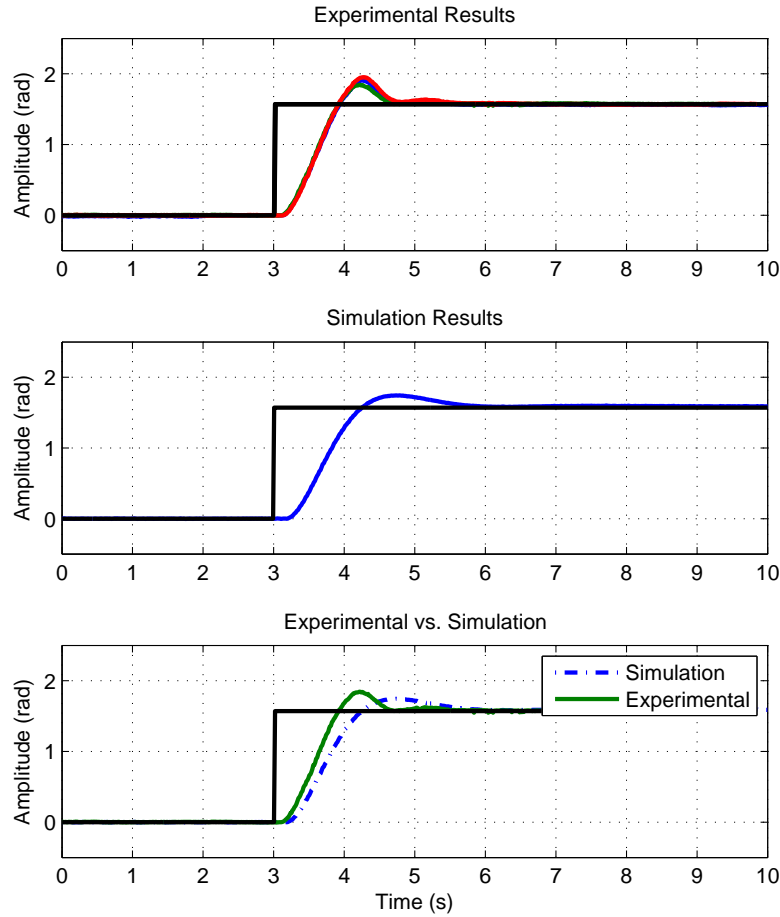 Experimental Results
Amplitude (rad)
2
1
0
0 1 2 3 4 5 6 7 8 9 10
Simulation Results
Amplitude (rad)
2
1
0
0 1 2 3 4 5 6 7 8 9 10
Experimental vs. Simulation
Amplitude (rad)
2
1
0
Simulation
Experimental
0 1 2 3 4 5 6 7 8 9 10
Time (s)